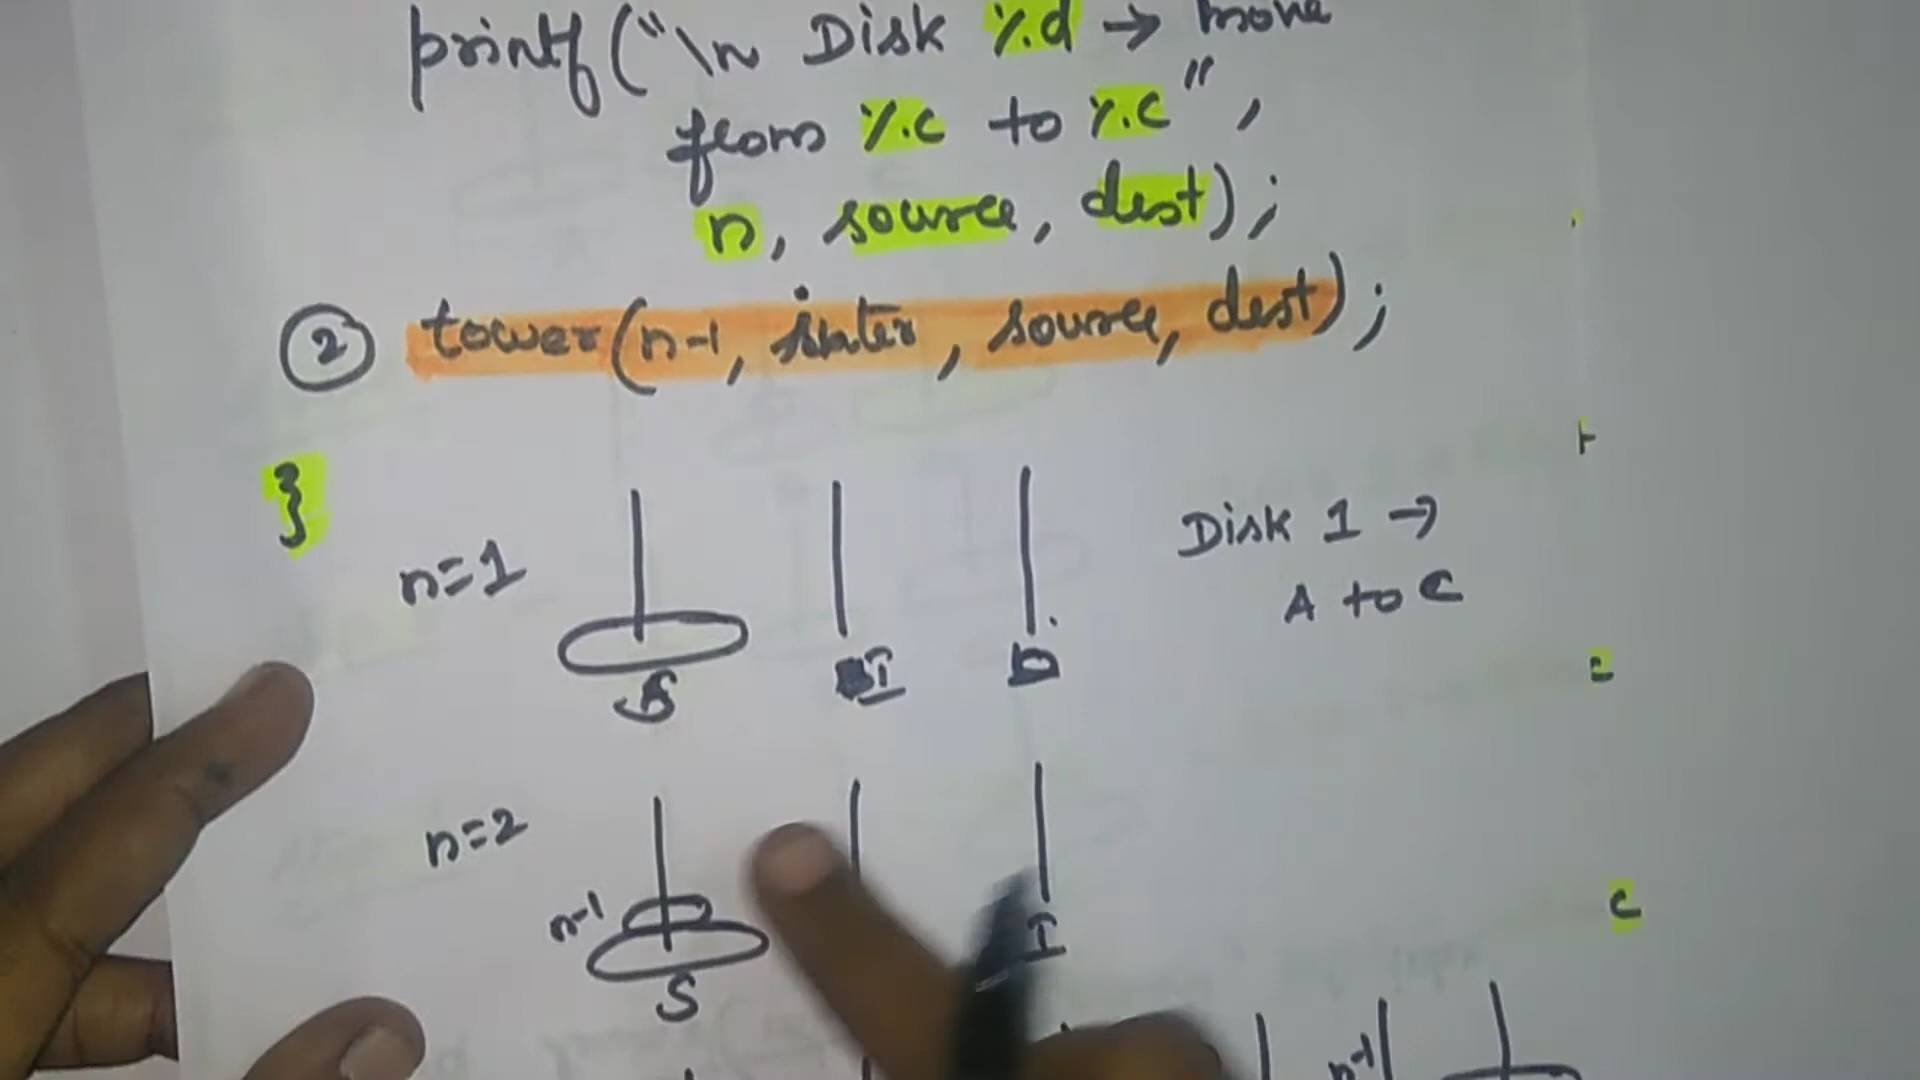 printf("\n Disk %d → move
from %c to %c",
n, source, dest);
② tower(n-1, inter, source, dest);
}
n=1
Disk 1 →
A to C
S
I
D
n=2
n-1
I
S
c
n-1